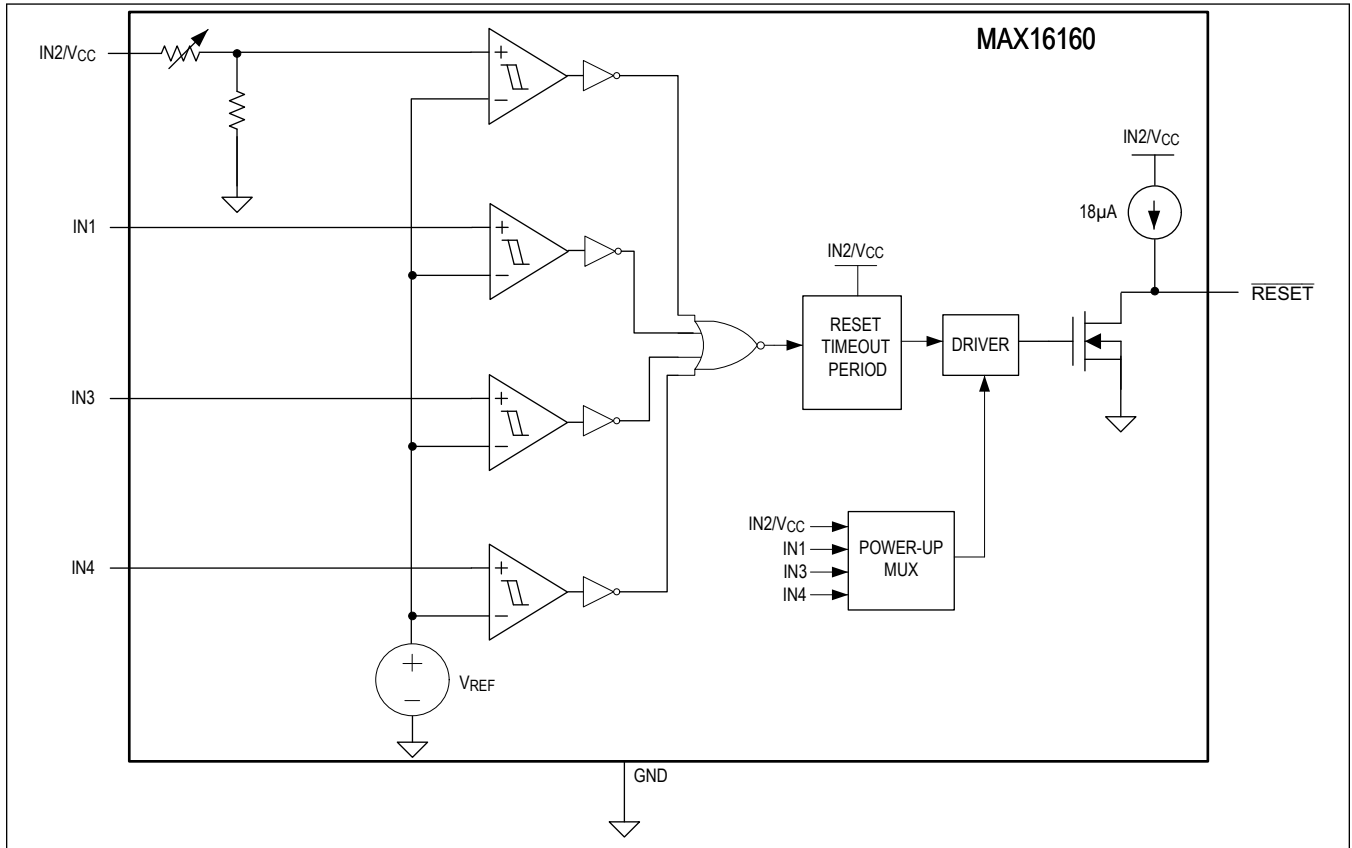 MAX16160
IN2/VCC
+
−
IN2/VCC
18µA
IN1
+
−
IN2/VCC
RESET
RESET
TIMEOUT
PERIOD
DRIVER
IN3
+
−
IN2/VCC
IN1
IN3
IN4
POWER-UP
MUX
IN4
+
−
+
−
VREF
GND